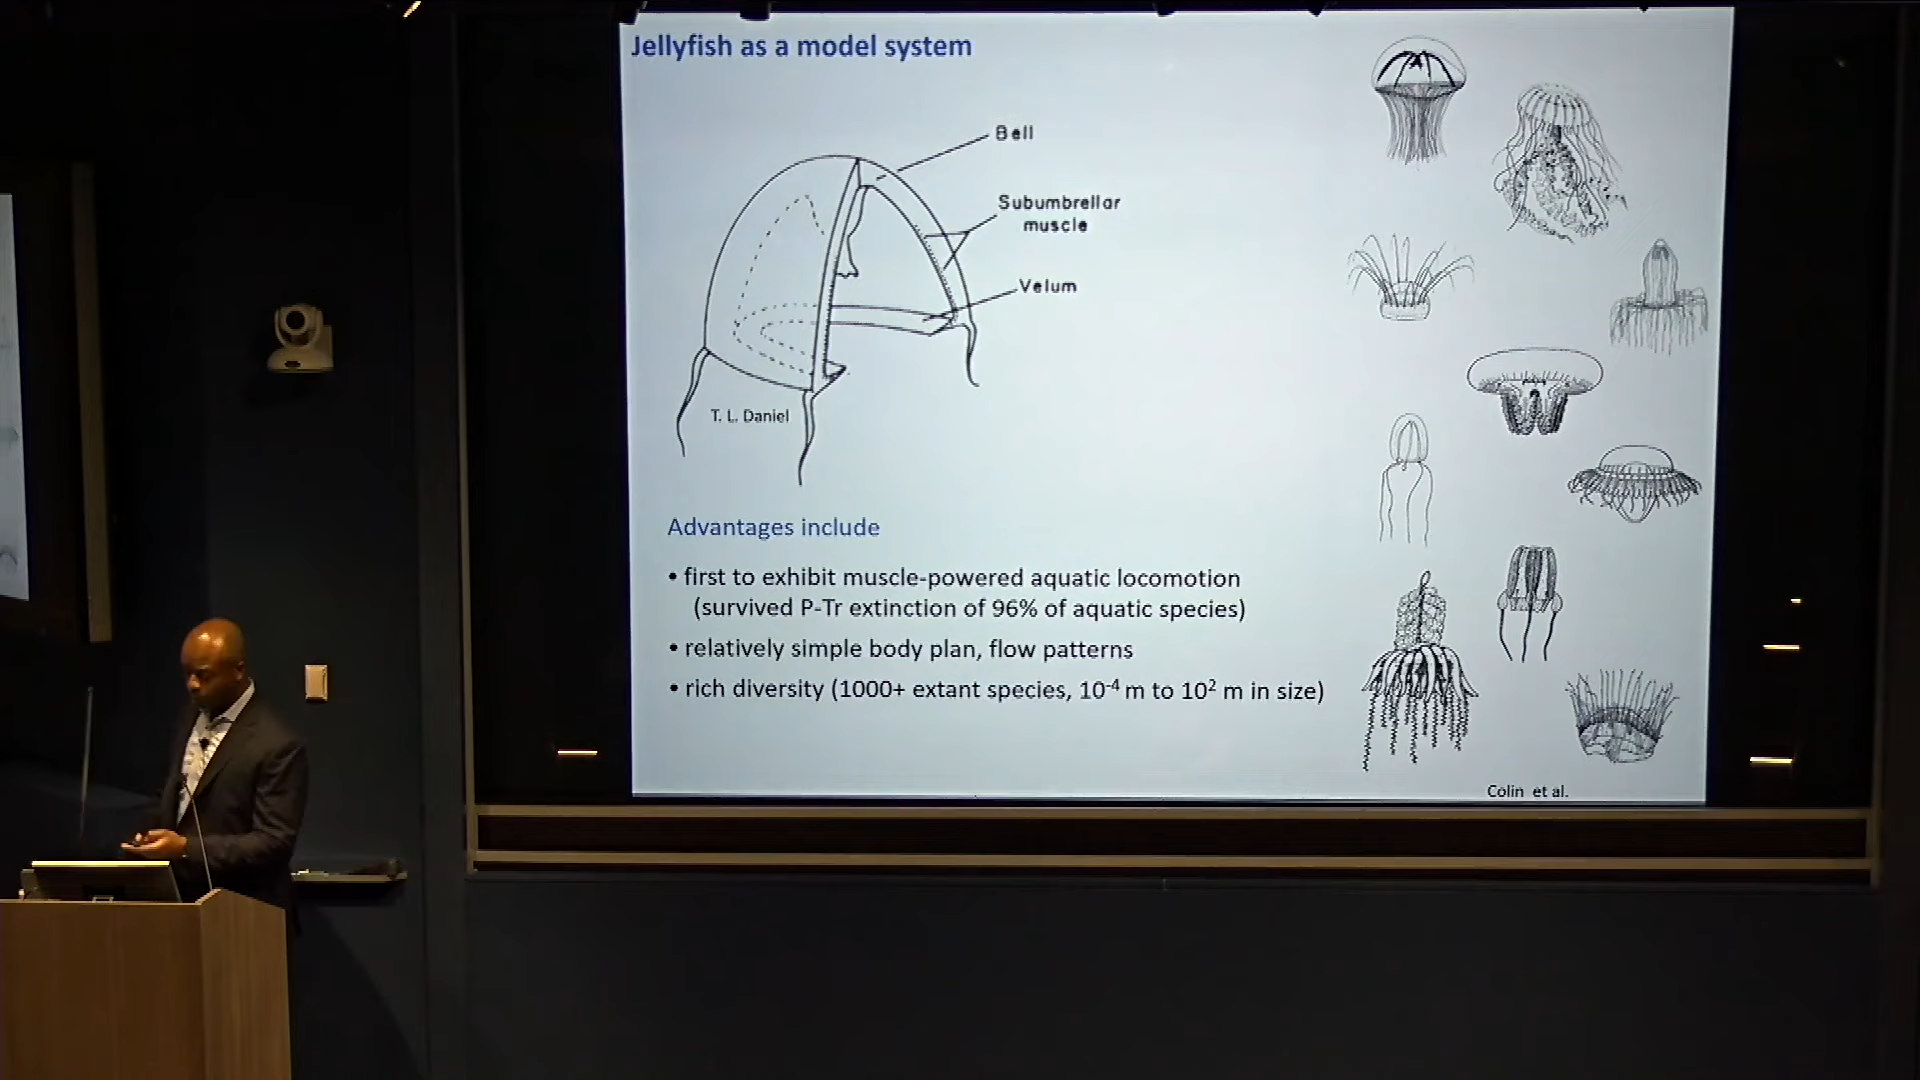 Jellyfish as a model system
Bell
Subumbrellar
muscle
Velum
T. L. Daniel
Advantages include
• first to exhibit muscle-powered aquatic locomotion
(survived P-Tr extinction of 96% of aquatic species)
• relatively simple body plan, flow patterns
• rich diversity (1000+ extant species, 10⁻⁴ m to 10² m in size)
Colin et al.